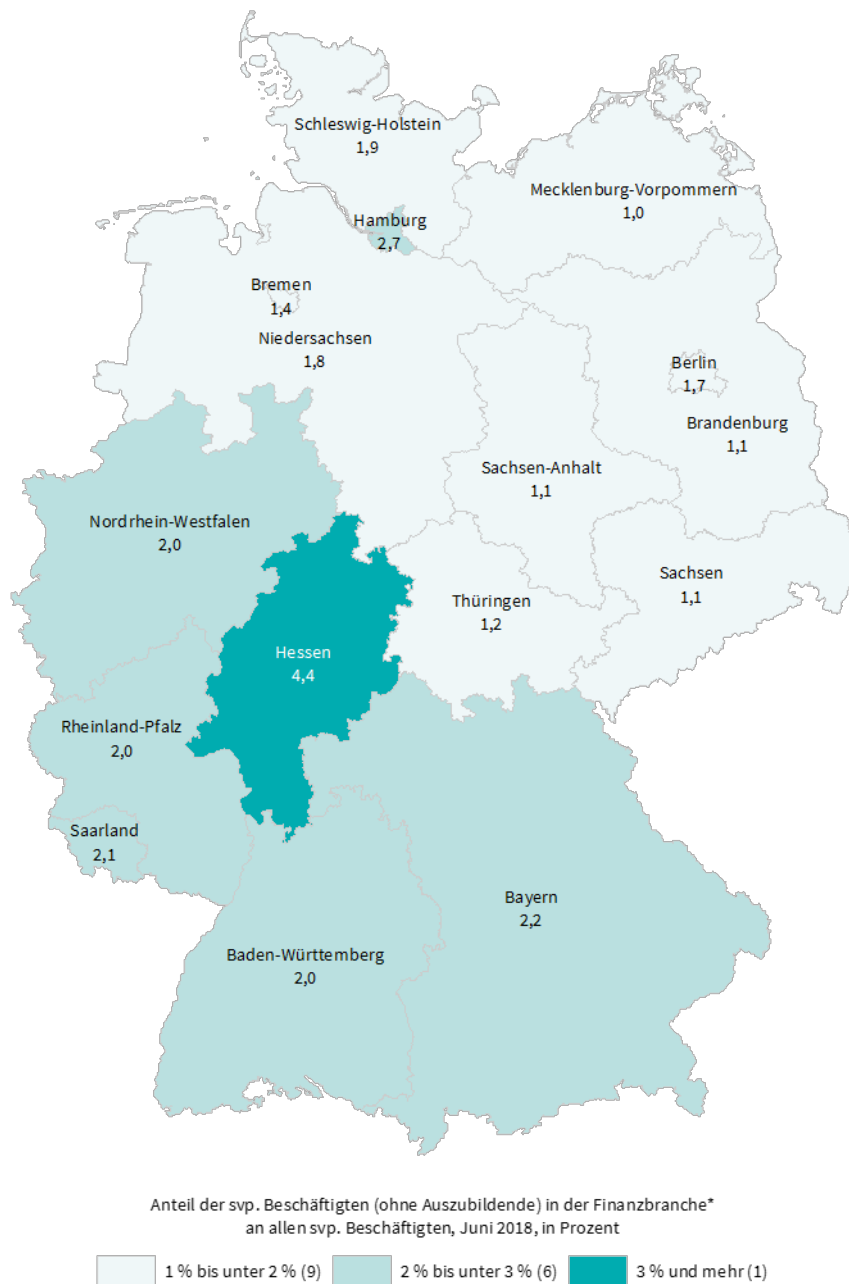 Schleswig-Holstein
1,9
Mecklenburg-Vorpommern
1,0
Hamburg
2,7
Bremen
1,4
Niedersachsen
1,8
Berlin
1,7
Brandenburg
1,1
Sachsen-Anhalt
1,1
Nordrhein-Westfalen
2,0
Sachsen
1,1
Thüringen
1,2
Hessen
4,4
Rheinland-Pfalz
2,0
Saarland
2,1
Bayern
2,2
Baden-Württemberg
2,0
Anteil der svp. Beschäftigten (ohne Auszubildende) in der Finanzbranche*
an allen svp. Beschäftigten, Juni 2018, in Prozent
1 % bis unter 2 % (9)
2 % bis unter 3 % (6)
3 % und mehr (1)